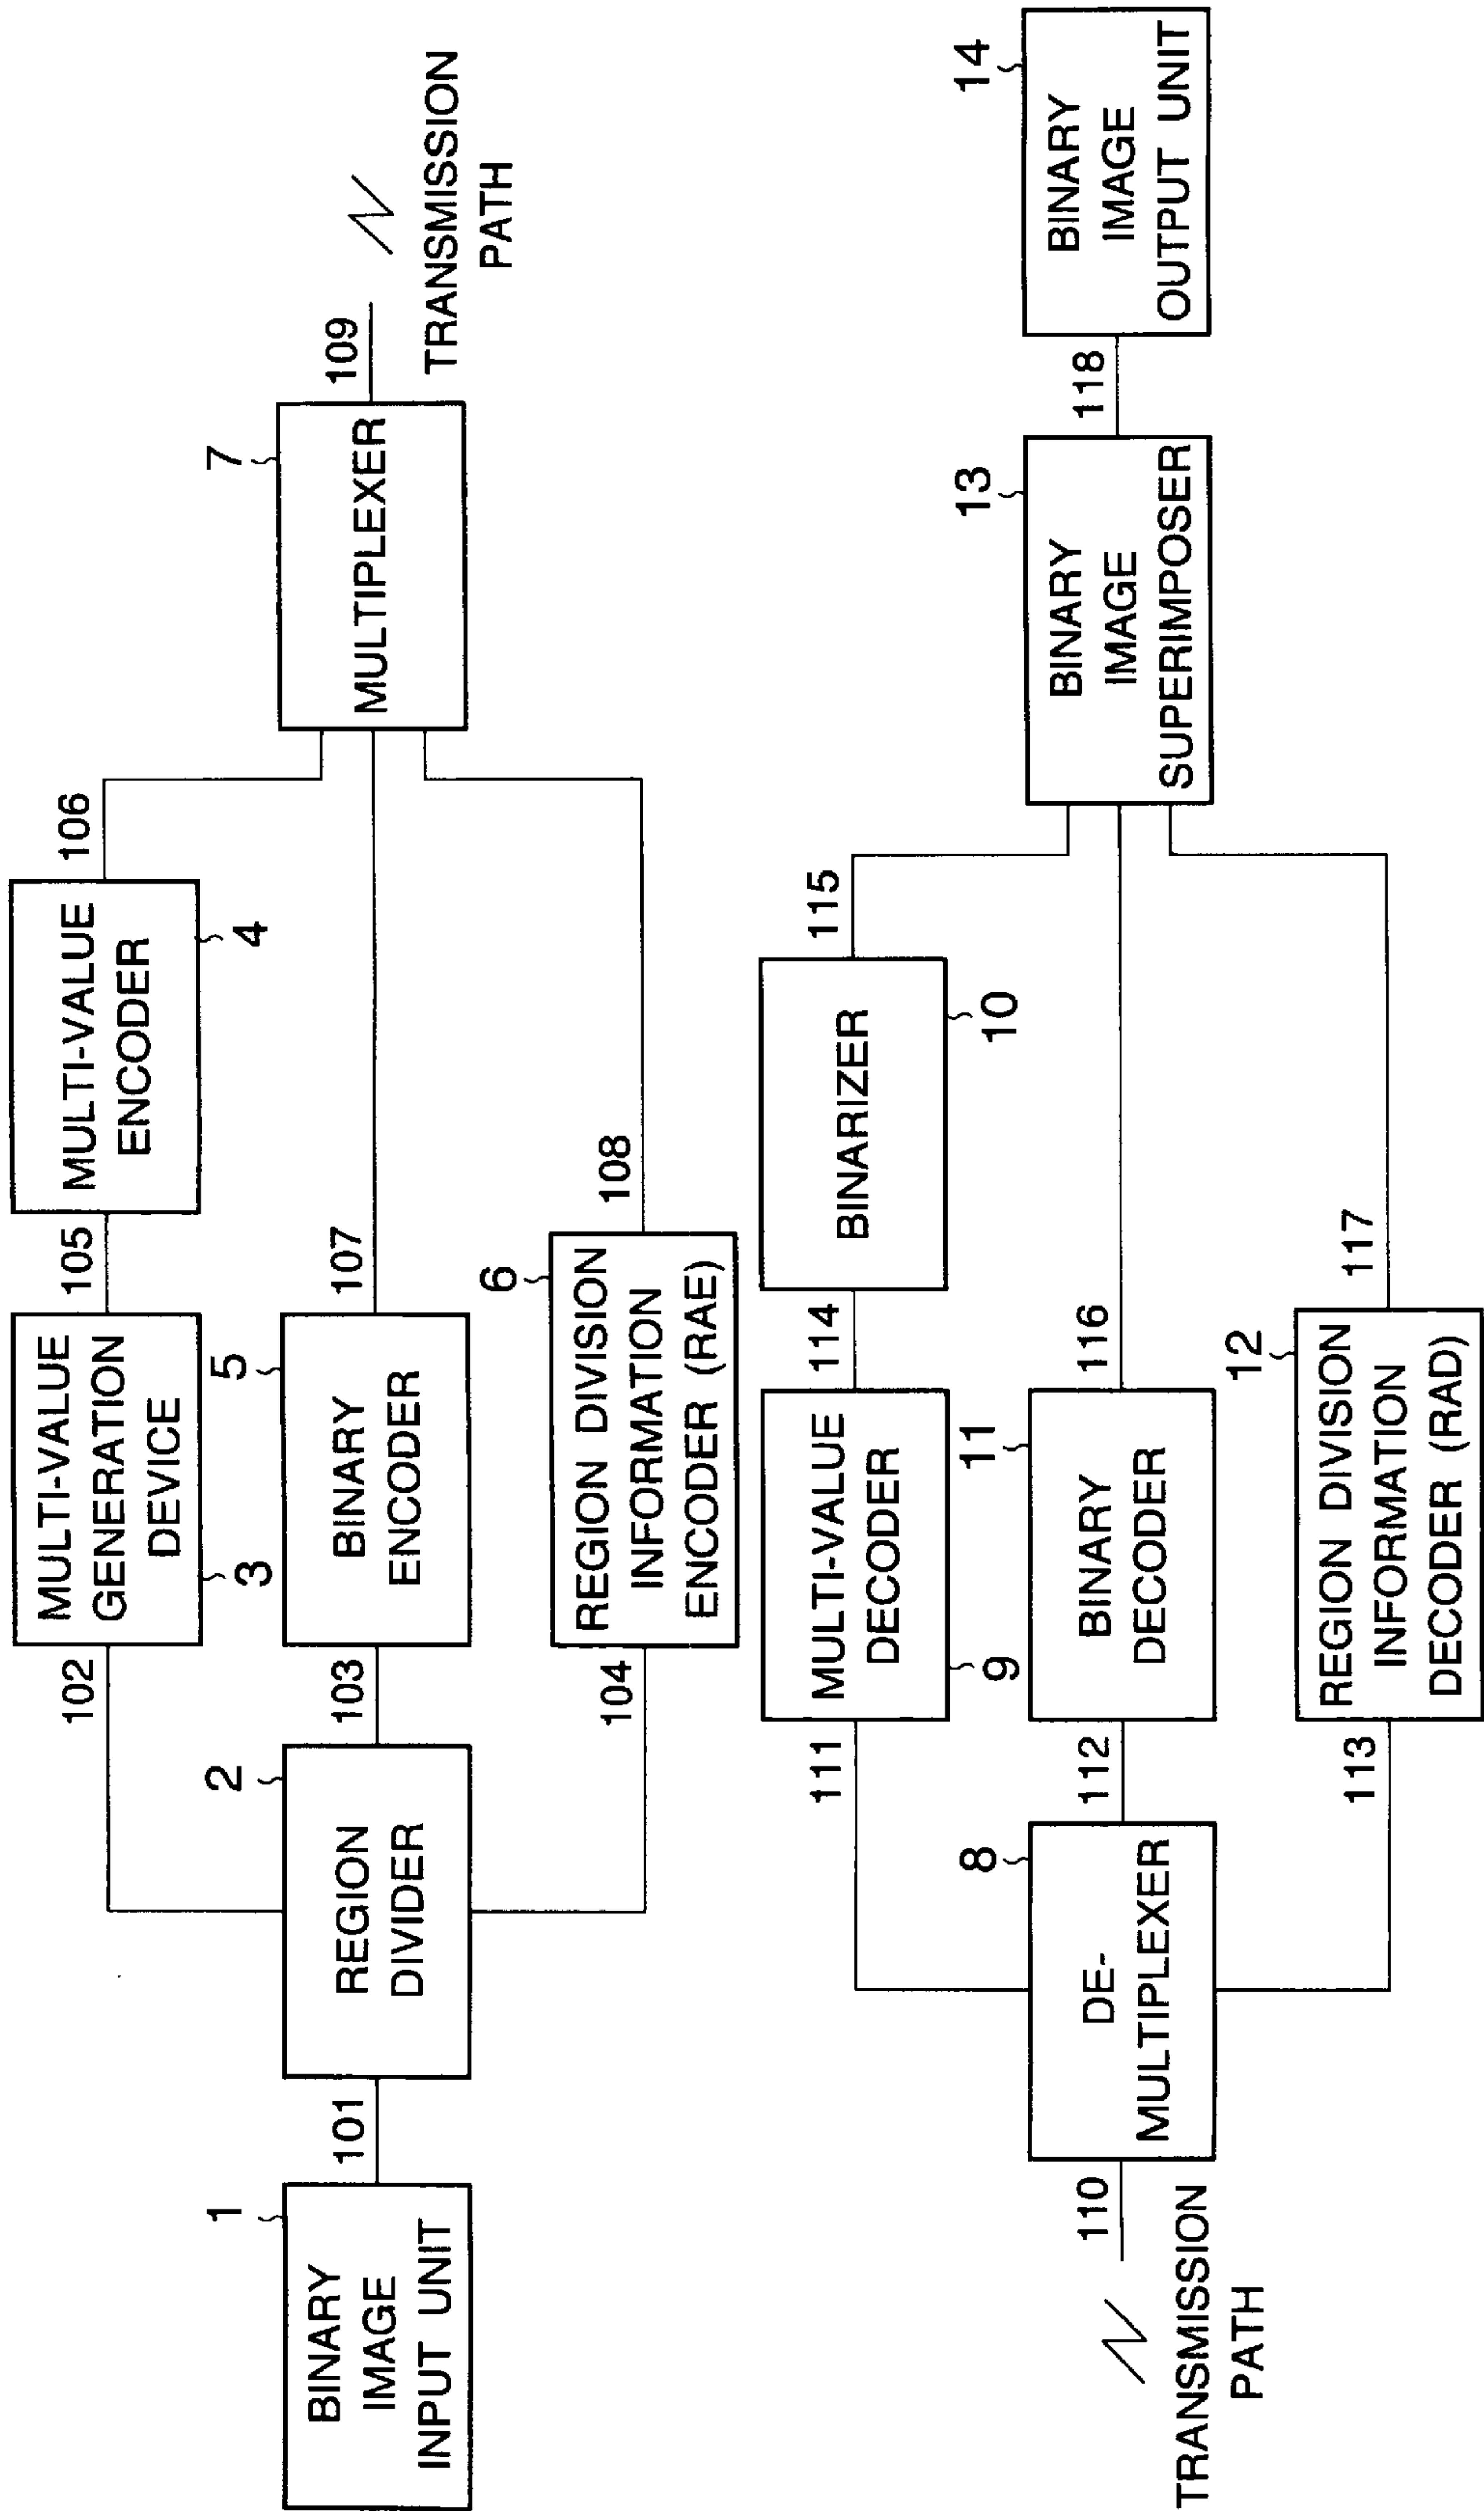 1
BINARY
IMAGE
INPUT UNIT
101
2
REGION
DIVIDER
102
103
104
MULTI-VALUE
GENERATION
DEVICE
3
5
BINARY
ENCODER
6
REGION DIVISION
INFORMATION
ENCODER (RAE)
105
107
108
MULTI-VALUE
ENCODER
4
106
7
MULTIPLEXER
109
TRANSMISSION
PATH
TRANSMISSION
PATH
110
8
DE-
MULTIPLEXER
111
112
113
MULTI-VALUE
DECODER
9
11
BINARY
DECODER
12
REGION DIVISION
INFORMATION
DECODER (RAD)
114
116
117
BINARIZER
10
115
13
BINARY
IMAGE
SUPERIMPOSER
118
14
BINARY
IMAGE
OUTPUT UNIT